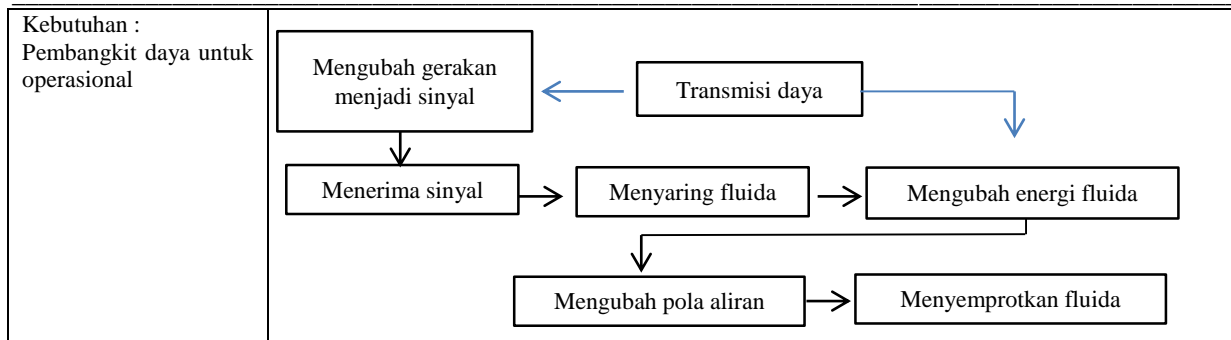 Kebutuhan :
Pembangkit daya untuk
operasional
Mengubah gerakan
menjadi sinyal
Transmisi daya
Menerima sinyal
Menyaring fluida
Mengubah energi fluida
Mengubah pola aliran
Menyemprotkan fluida